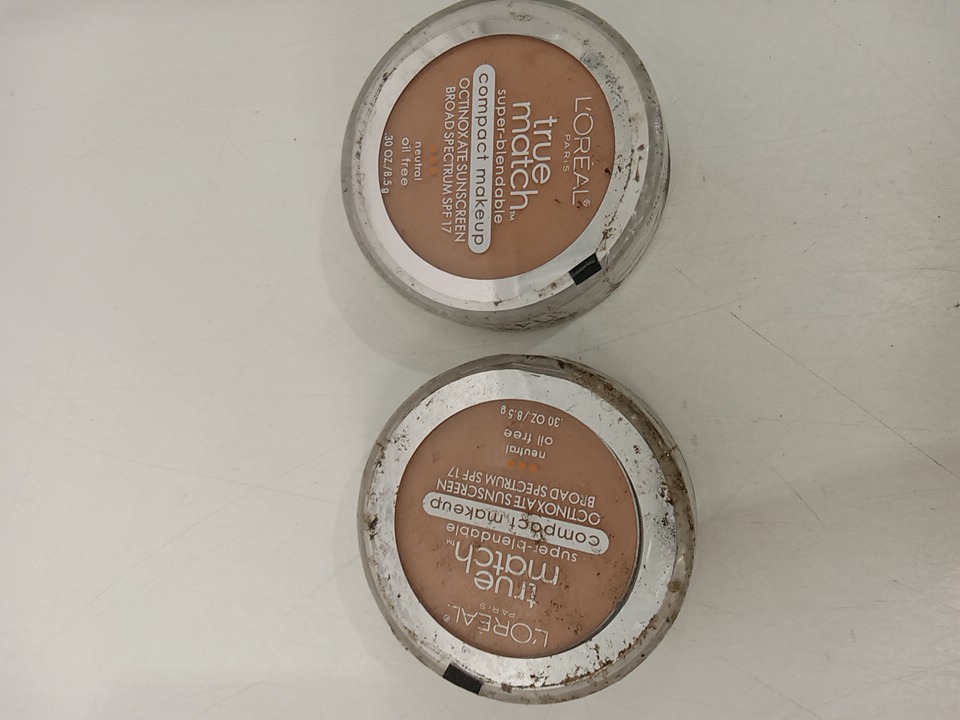 L'ORÉAL®
PARIS
true
match™
super-blendable
compact makeup
OCTINOXATE SUNSCREEN
BROAD SPECTRUM SPF 17
neutral
oil free
.30 OZ./8.5 g
L'ORÉAL®
PARIS
true
match™
super-blendable
compact makeup
OCTINOXATE SUNSCREEN
BROAD SPECTRUM SPF 17
neutral
oil free
.30 OZ./8.5 g